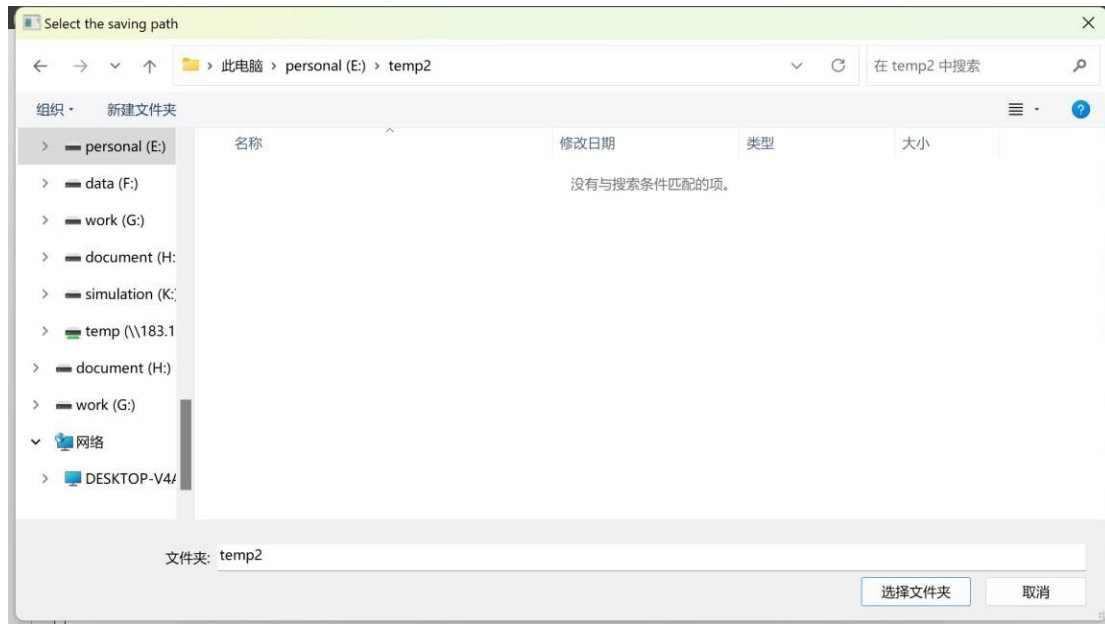 Select the saving path
此电脑 > personal (E:) > temp2
在 temp2 中搜索
组织
新建文件夹
名称 修改日期 类型 大小
没有与搜索条件匹配的项。
personal (E:)
data (F:)
work (G:)
document (H:
simulation (K:)
temp (\\183.1
document (H:)
work (G:)
网络
DESKTOP-V4A
文件夹: temp2
选择文件夹 取消